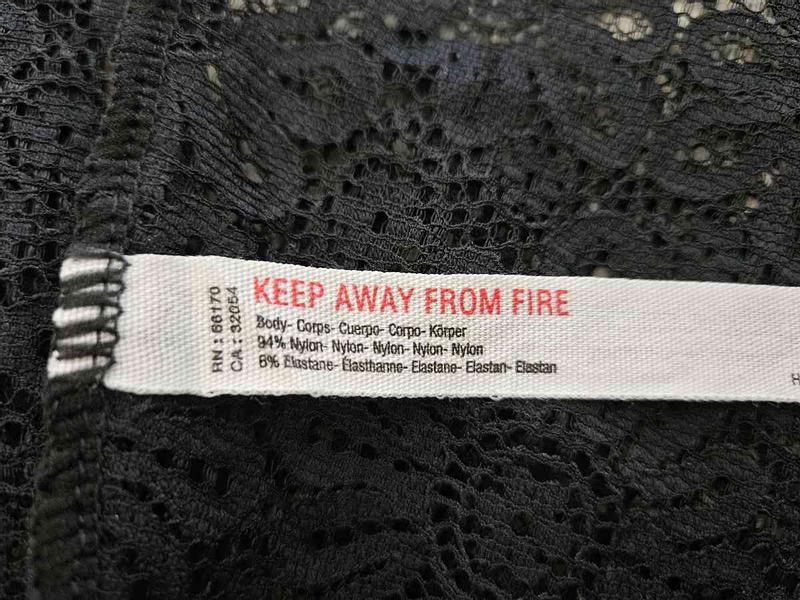 RN : 66170
CA : 32054
KEEP AWAY FROM FIRE
Body- Corps- Cuerpo- Corpo- Körper
94% Nylon- Nylon- Nylon- Nylon- Nylon
6% Elastane- Élasthanne- Elastane- Elastan- Elastan
H